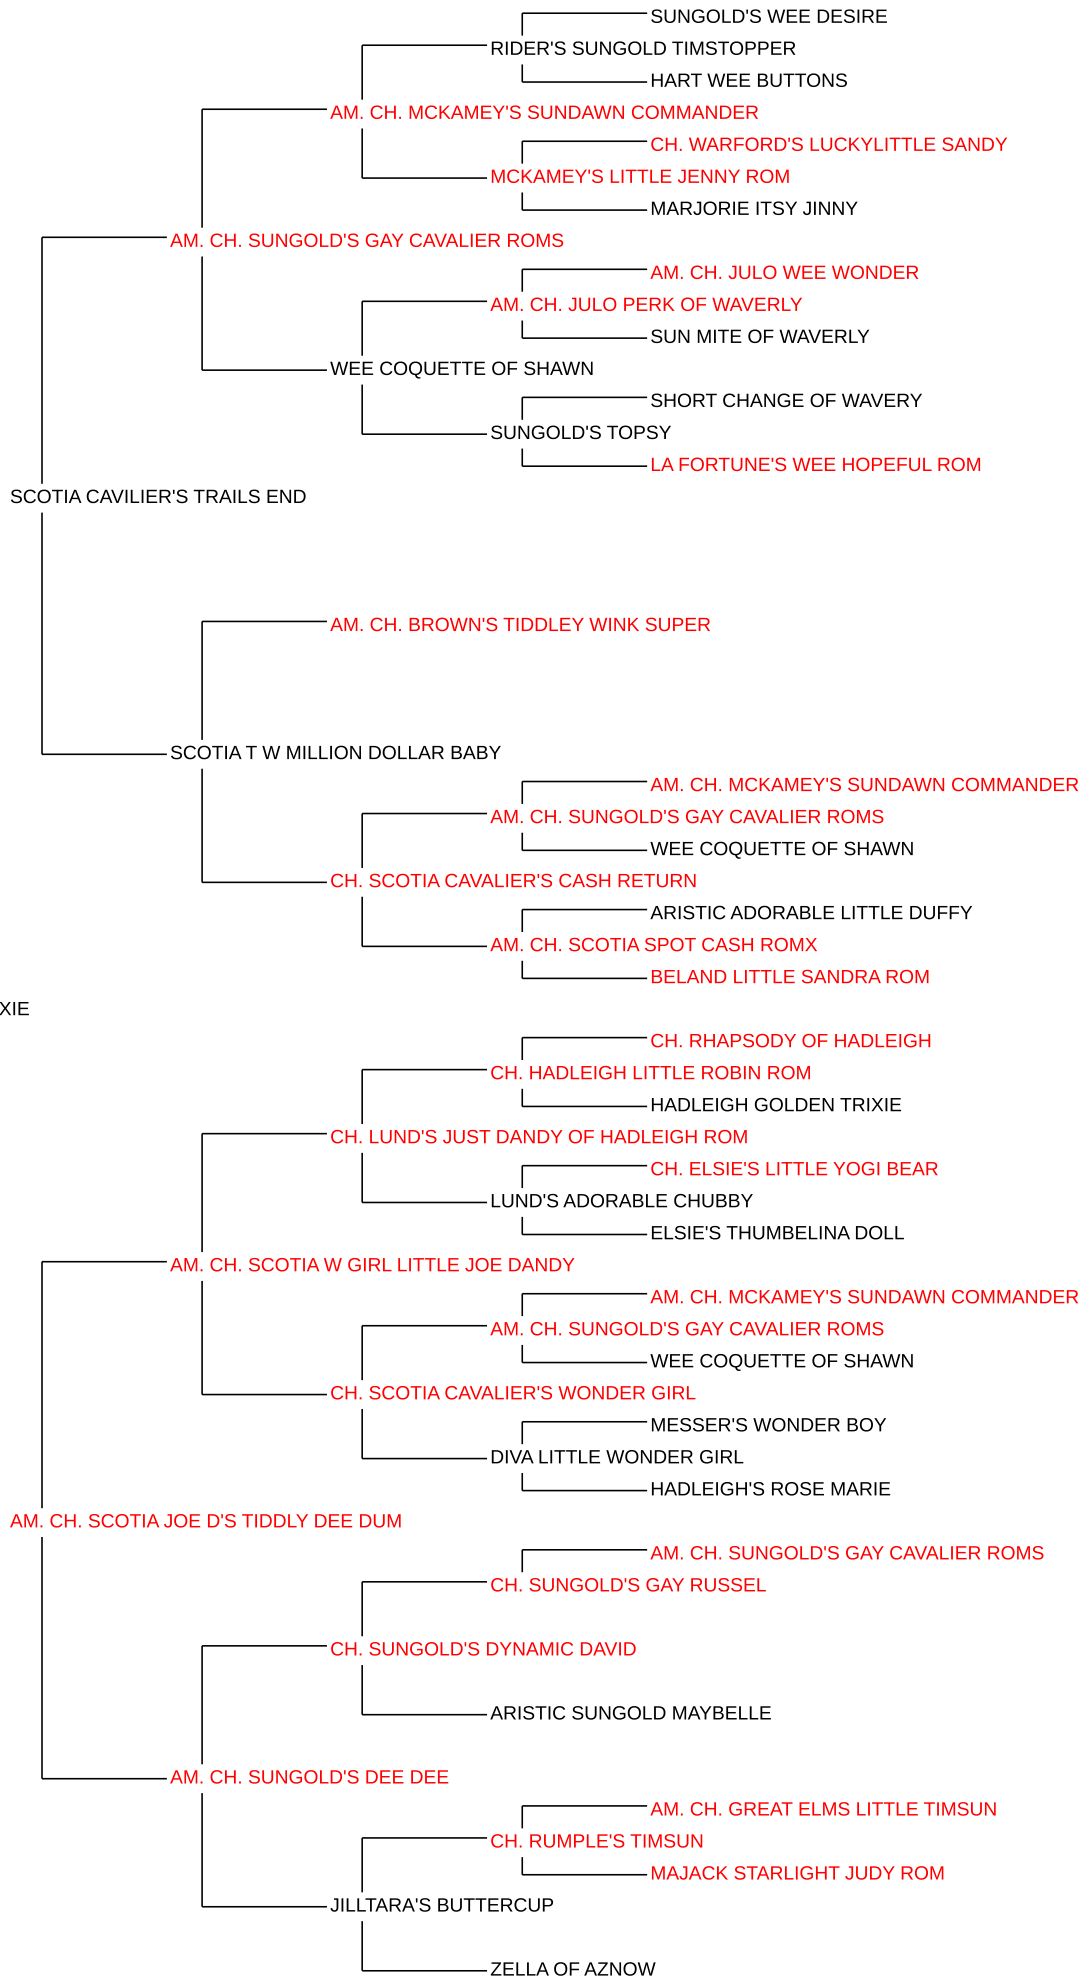 SUNGOLD'S WEE DESIRE
RIDER'S SUNGOLD TIMSTOPPER
HART WEE BUTTONS
AM. CH. MCKAMEY'S SUNDAWN COMMANDER
CH. WARFORD'S LUCKYLITTLE SANDY
MCKAMEY'S LITTLE JENNY ROM
MARJORIE ITSY JINNY
AM. CH. SUNGOLD'S GAY CAVALIER ROMS
AM. CH. JULO WEE WONDER
AM. CH. JULO PERK OF WAVERLY
SUN MITE OF WAVERLY
WEE COQUETTE OF SHAWN
SHORT CHANGE OF WAVERY
SUNGOLD'S TOPSY
LA FORTUNE'S WEE HOPEFUL ROM
SCOTIA CAVILIER'S TRAILS END
AM. CH. BROWN'S TIDDLEY WINK SUPER
SCOTIA T W MILLION DOLLAR BABY
AM. CH. MCKAMEY'S SUNDAWN COMMANDER
AM. CH. SUNGOLD'S GAY CAVALIER ROMS
WEE COQUETTE OF SHAWN
CH. SCOTIA CAVALIER'S CASH RETURN
ARISTIC ADORABLE LITTLE DUFFY
AM. CH. SCOTIA SPOT CASH ROMX
BELAND LITTLE SANDRA ROM
XIE
CH. RHAPSODY OF HADLEIGH
CH. HADLEIGH LITTLE ROBIN ROM
HADLEIGH GOLDEN TRIXIE
CH. LUND'S JUST DANDY OF HADLEIGH ROM
CH. ELSIE'S LITTLE YOGI BEAR
LUND'S ADORABLE CHUBBY
ELSIE'S THUMBELINA DOLL
AM. CH. SCOTIA W GIRL LITTLE JOE DANDY
AM. CH. MCKAMEY'S SUNDAWN COMMANDER
AM. CH. SUNGOLD'S GAY CAVALIER ROMS
WEE COQUETTE OF SHAWN
CH. SCOTIA CAVALIER'S WONDER GIRL
MESSER'S WONDER BOY
DIVA LITTLE WONDER GIRL
HADLEIGH'S ROSE MARIE
AM. CH. SCOTIA JOE D'S TIDDLY DEE DUM
AM. CH. SUNGOLD'S GAY CAVALIER ROMS
CH. SUNGOLD'S GAY RUSSEL
CH. SUNGOLD'S DYNAMIC DAVID
ARISTIC SUNGOLD MAYBELLE
AM. CH. SUNGOLD'S DEE DEE
AM. CH. GREAT ELMS LITTLE TIMSUN
CH. RUMPLE'S TIMSUN
MAJACK STARLIGHT JUDY ROM
JILLTARA'S BUTTERCUP
ZELLA OF AZNOW